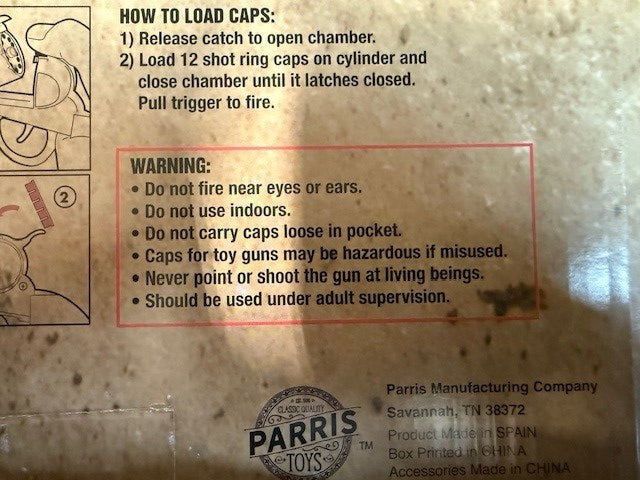 HOW TO LOAD CAPS:
1) Release catch to open chamber.
2) Load 12 shot ring caps on cylinder and
close chamber until it latches closed.
Pull trigger to fire.
WARNING:
• Do not fire near eyes or ears.
• Do not use indoors.
• Do not carry caps loose in pocket.
• Caps for toy guns may be hazardous if misused.
• Never point or shoot the gun at living beings.
• Should be used under adult supervision.
2
CLASSIC QUALITY
PARRIS
TOYS
TM
Parris Manufacturing Company
Savannah, TN 38372
Product Made in SPAIN
Box Printed in CHINA
Accessories Made in CHINA